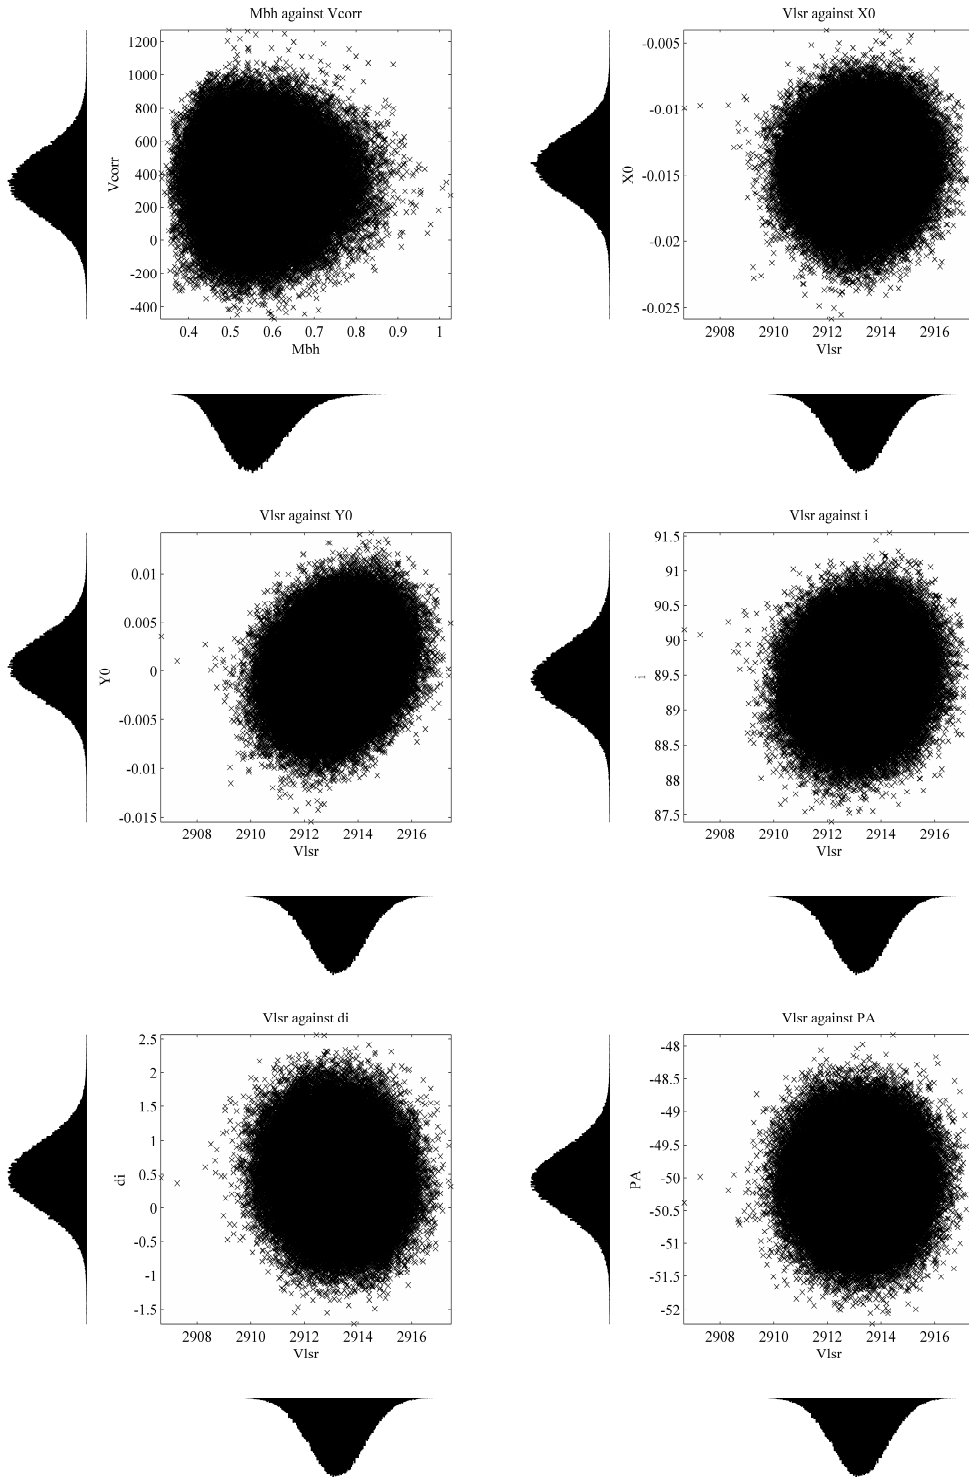 Mbh against Vcorr
Vlsr against X0
1200
1000
800
600
400
200
0
-200
-400
Vcorr
0.4 0.5 0.6 0.7 0.8 0.9 1
Mbh
-0.005
-0.01
-0.015
-0.02
-0.025
X0
2908 2910 2912 2914 2916
Vlsr
Vlsr against Y0
Vlsr against i
0.01
0.005
0
-0.005
-0.01
-0.015
Y0
2908 2910 2912 2914 2916
Vlsr
91.5
91
90.5
90
89.5
89
88.5
88
87.5
i
2908 2910 2912 2914 2916
Vlsr
Vlsr against di
Vlsr against PA
2.5
2
1.5
1
0.5
0
-0.5
-1
-1.5
di
2908 2910 2912 2914 2916
Vlsr
-48
-48.5
-49
-49.5
-50
-50.5
-51
-51.5
-52
PA
2908 2910 2912 2914 2916
Vlsr